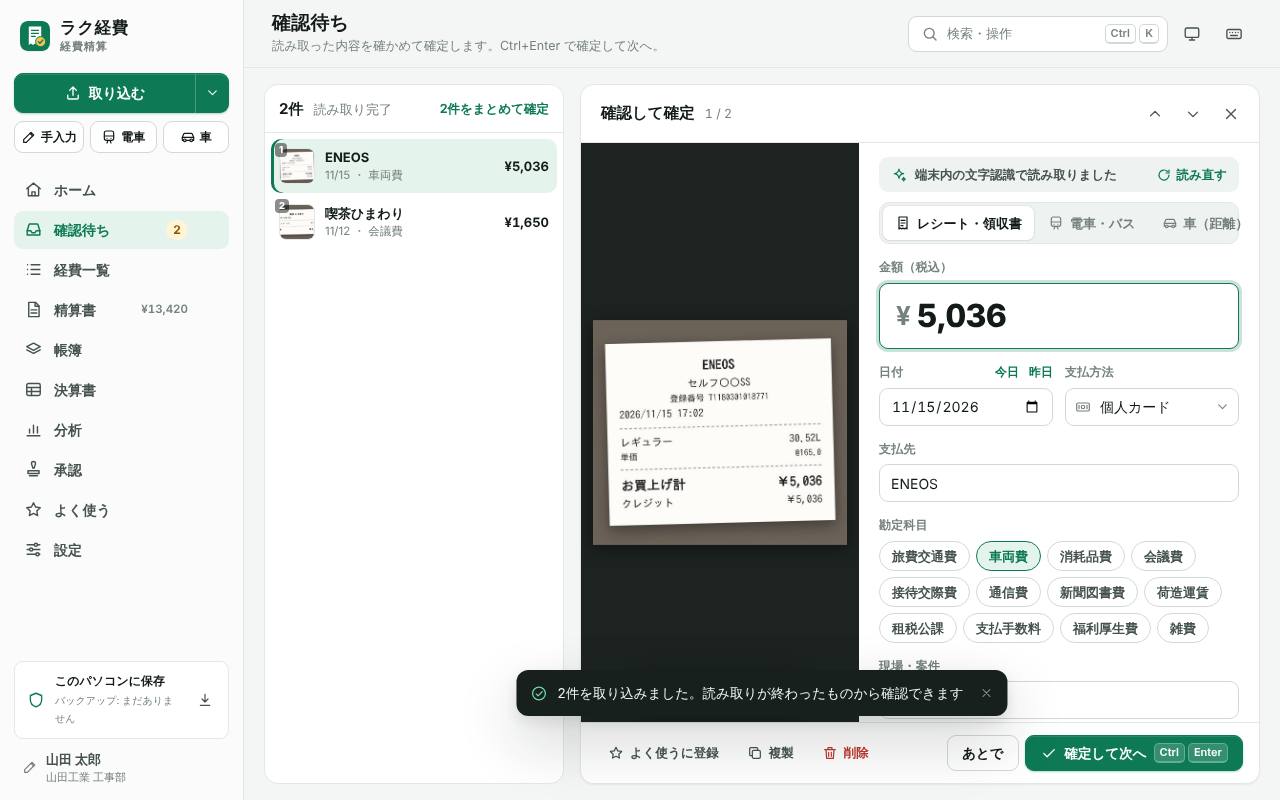 ラク経費
経費精算
取り込む
手入力
電車
車
ホーム
確認待ち 2
経費一覧
精算書 ¥13,420
帳簿
決算書
分析
承認
よく使う
設定
このパソコンに保存
バックアップ: まだありま
せん
山田 太郎
山田工業 工事部
確認待ち
読み取った内容を確かめて確定します。Ctrl+Enter で確定して次へ。
検索・操作 Ctrl K
2件 読み取り完了 2件をまとめて確定
1
ENEOS ¥5,036
11/15 ・ 車両費
2
喫茶ひまわり ¥1,650
11/12 ・ 会議費
確認して確定 1 / 2
ENEOS
セルフ〇〇SS
登録番号 T1180301018771
2026/11/15 17:02
レギュラー 30.52L
単価 @165.0
お買上げ計 ¥5,036
クレジット ¥5,036
端末内の文字認識で読み取りました 読み直す
レシート・領収書 電車・バス 車（距離）
金額（税込）
¥ 5,036
日付 今日 昨日 支払方法
11/15/2026 個人カード
支払先
ENEOS
勘定科目
旅費交通費 車両費 消耗品費 会議費
接待交際費 通信費 新聞図書費 荷造運賃
租税公課 支払手数料 福利厚生費 雑費
現場・案件
2件を取り込みました。読み取りが終わったものから確認できます
よく使うに登録 複製 削除 あとで 確定して次へ Ctrl Enter